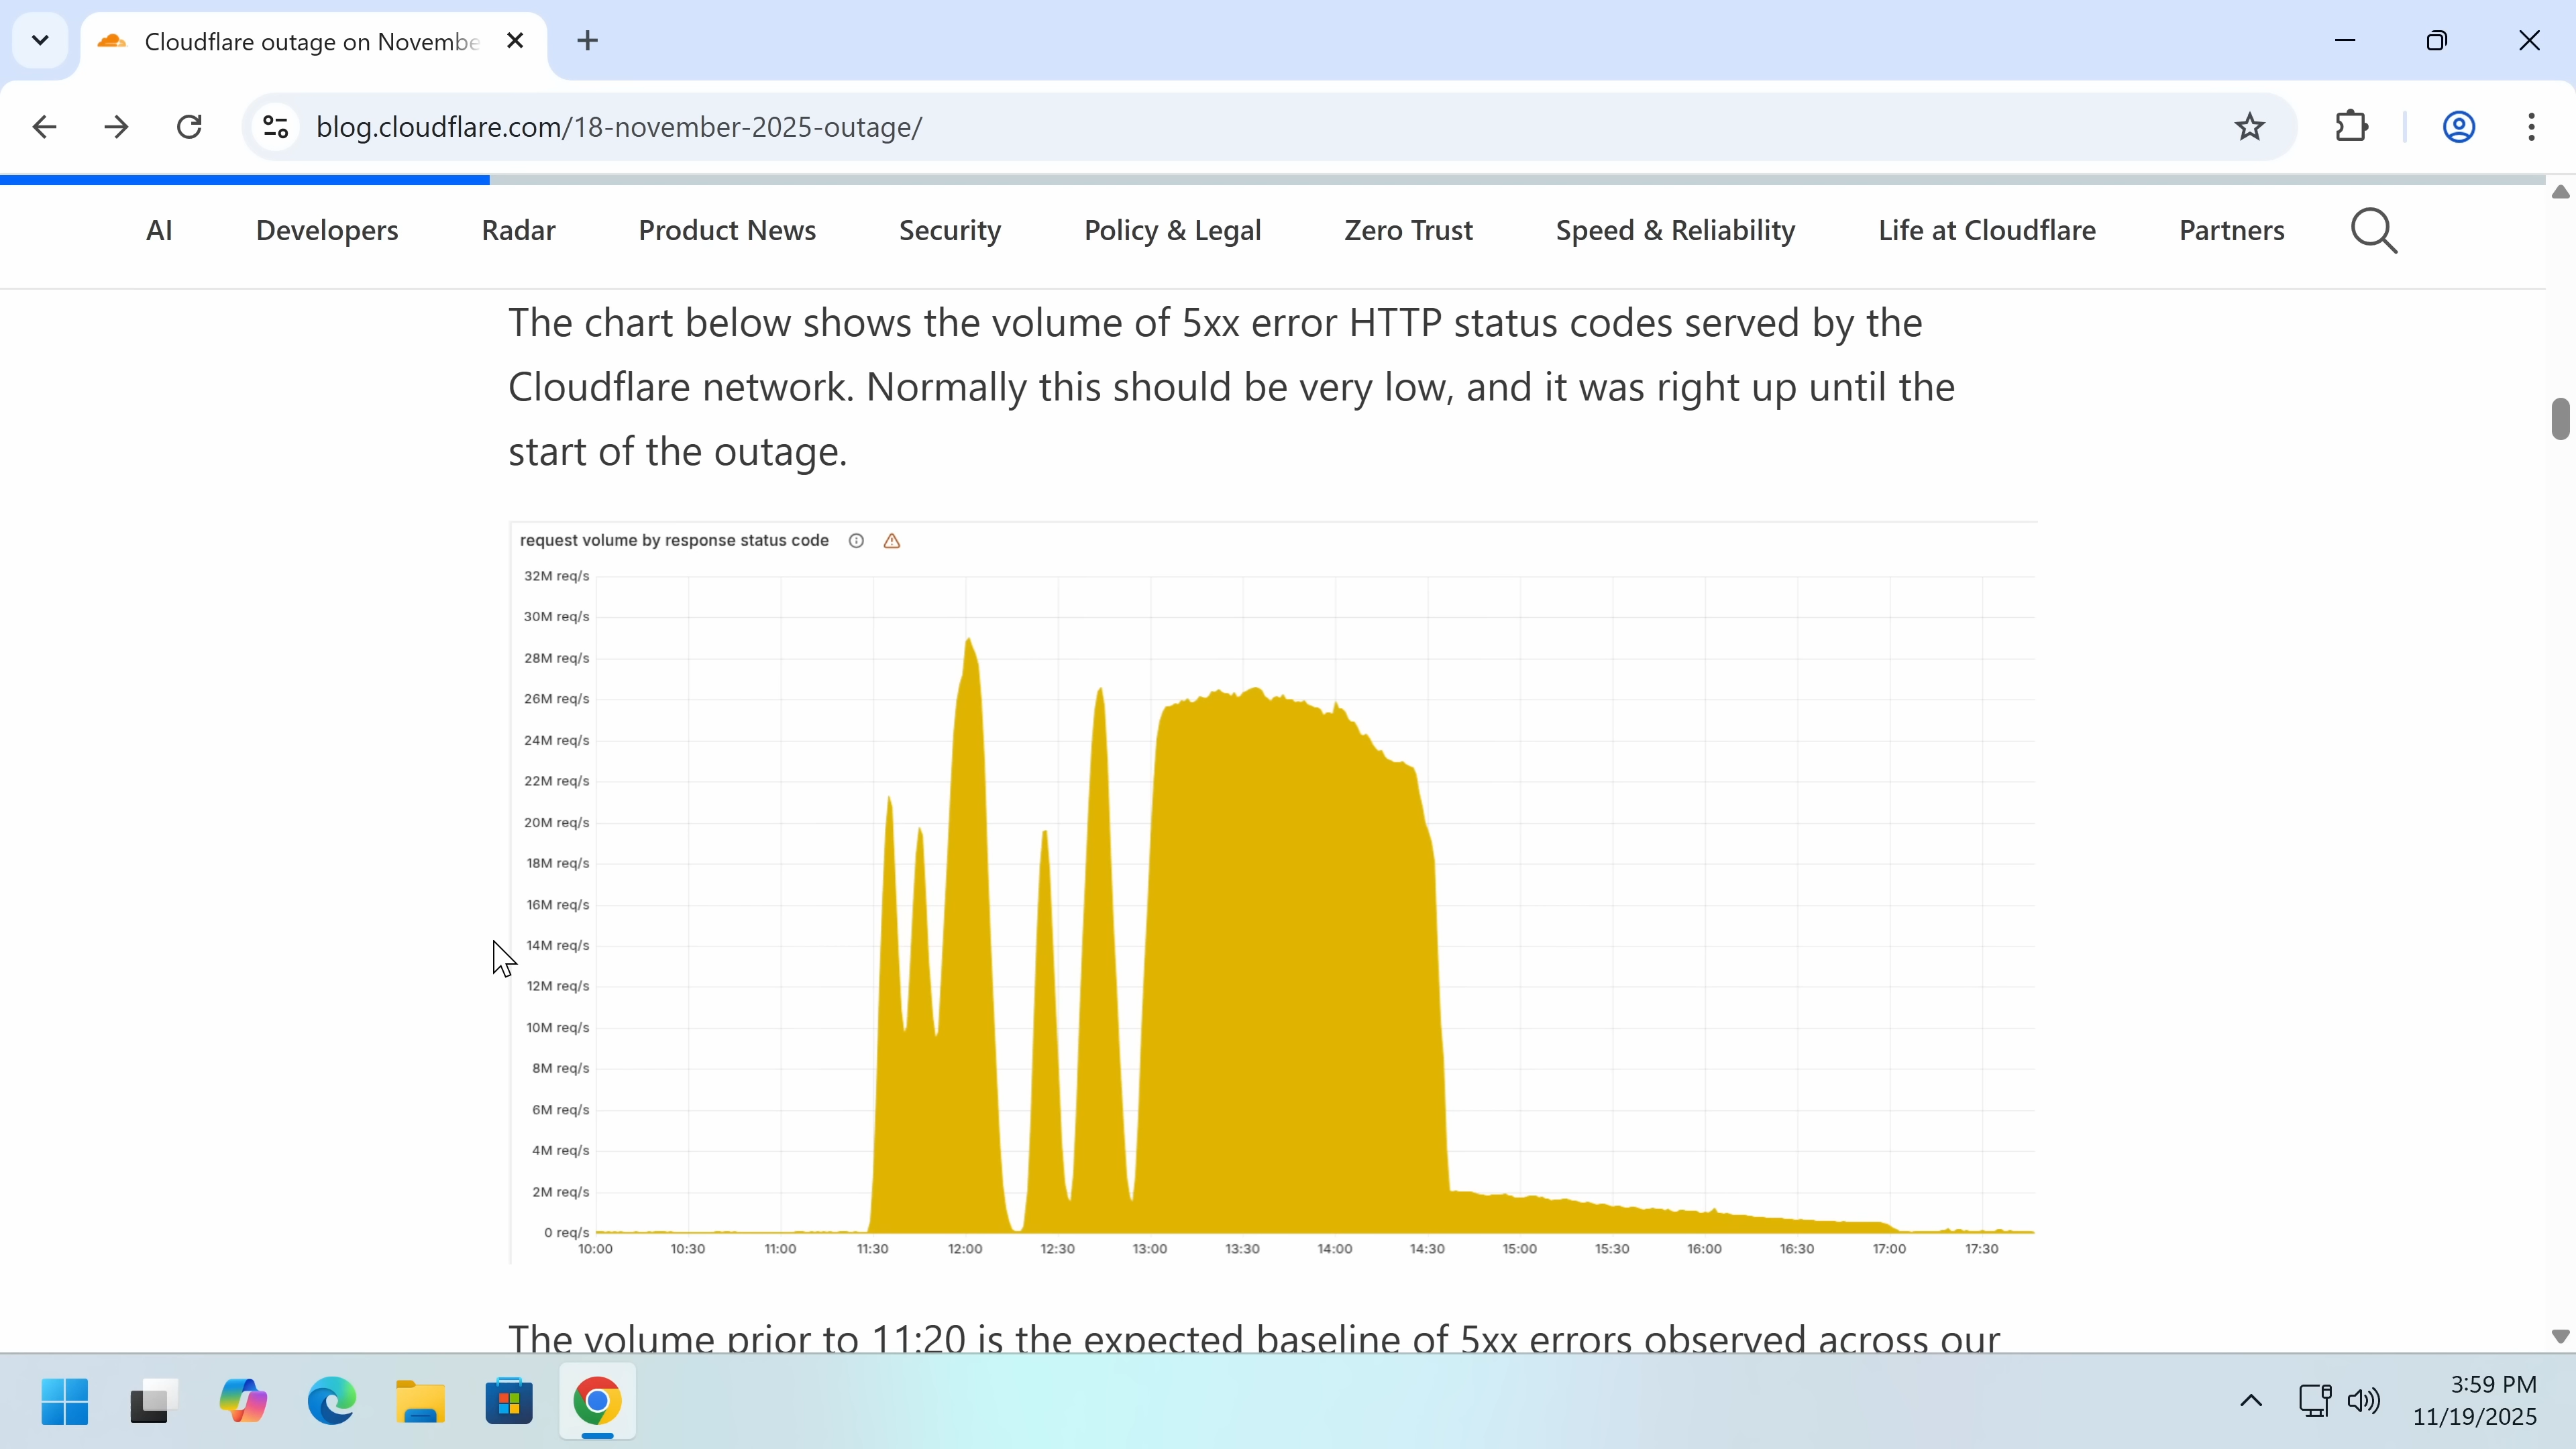 Cloudflare outage on Novembe
blog.cloudflare.com/18-november-2025-outage/
AI Developers Radar Product News Security Policy & Legal Zero Trust Speed & Reliability Life at Cloudflare Partners
The chart below shows the volume of 5xx error HTTP status codes served by the
Cloudflare network. Normally this should be very low, and it was right up until the
start of the outage.
request volume by response status code
32M req/s
30M req/s
28M req/s
26M req/s
24M req/s
22M req/s
20M req/s
18M req/s
16M req/s
14M req/s
12M req/s
10M req/s
8M req/s
6M req/s
4M req/s
2M req/s
0 req/s
10:00 10:30 11:00 11:30 12:00 12:30 13:00 13:30 14:00 14:30 15:00 15:30 16:00 16:30 17:00 17:30
The volume prior to 11:20 is the expected baseline of 5xx errors observed across our
3:59 PM
11/19/2025